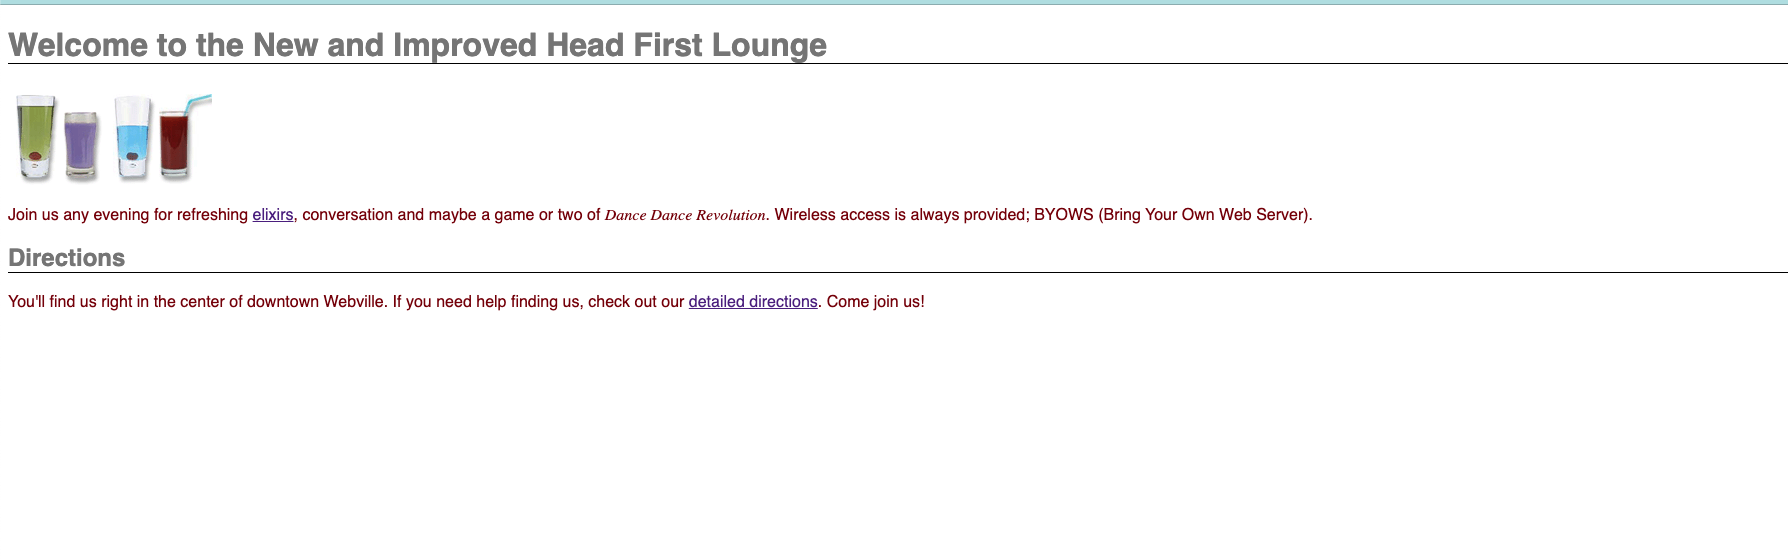 Welcome to the New and Improved Head First Lounge
Join us any evening for refreshing elixirs, conversation and maybe a game or two of Dance Dance Revolution. Wireless access is always provided; BYOWS (Bring Your Own Web Server).
Directions
You'll find us right in the center of downtown Webville. If you need help finding us, check out our detailed directions. Come join us!